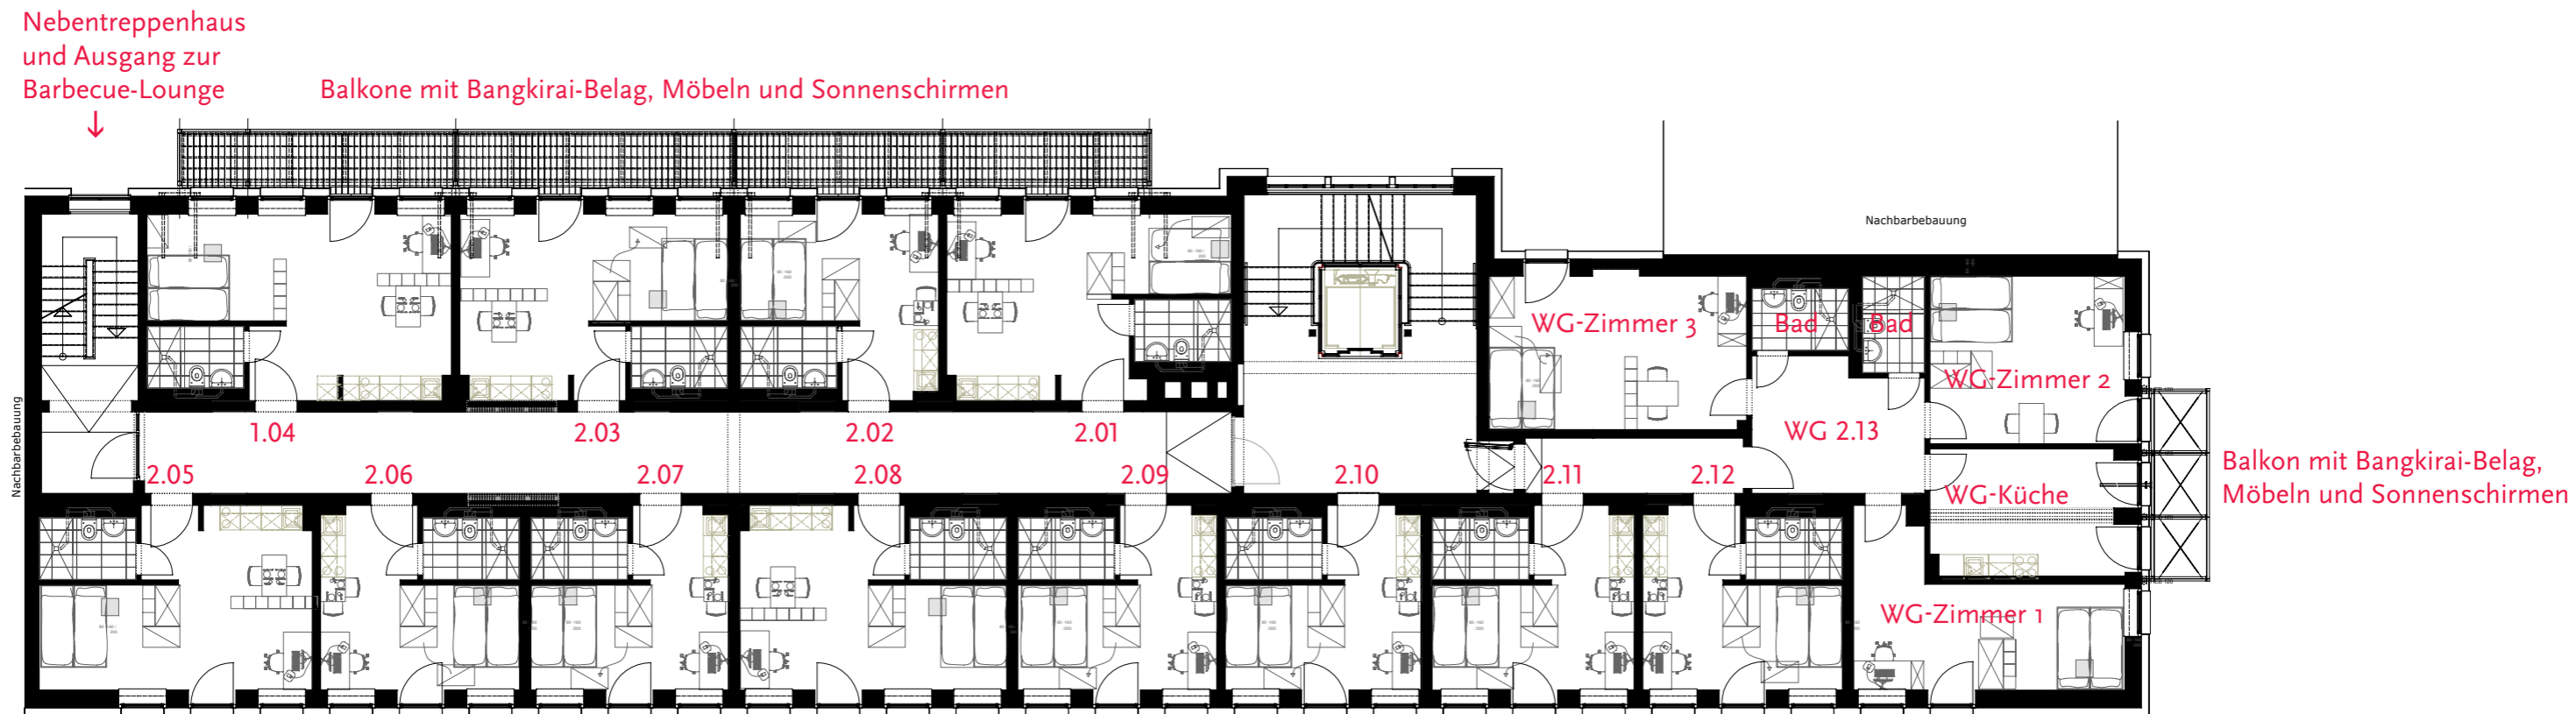 Nebentreppenhaus
und Ausgang zur
Barbecue-Lounge
Balkone mit Bangkirai-Belag, Möbeln und Sonnenschirmen
Nachbarbebauung
WG-Zimmer 3
Bad
Bad
WG-Zimmer 2
Nachbarbebauung
1.04
2.03
2.02
2.01
WG 2.13
2.05
2.06
2.07
2.08
2.09
2.10
2.11
2.12
WG-Küche
Balkon mit Bangkirai-Belag,
Möbeln und Sonnenschirmen
WG-Zimmer 1